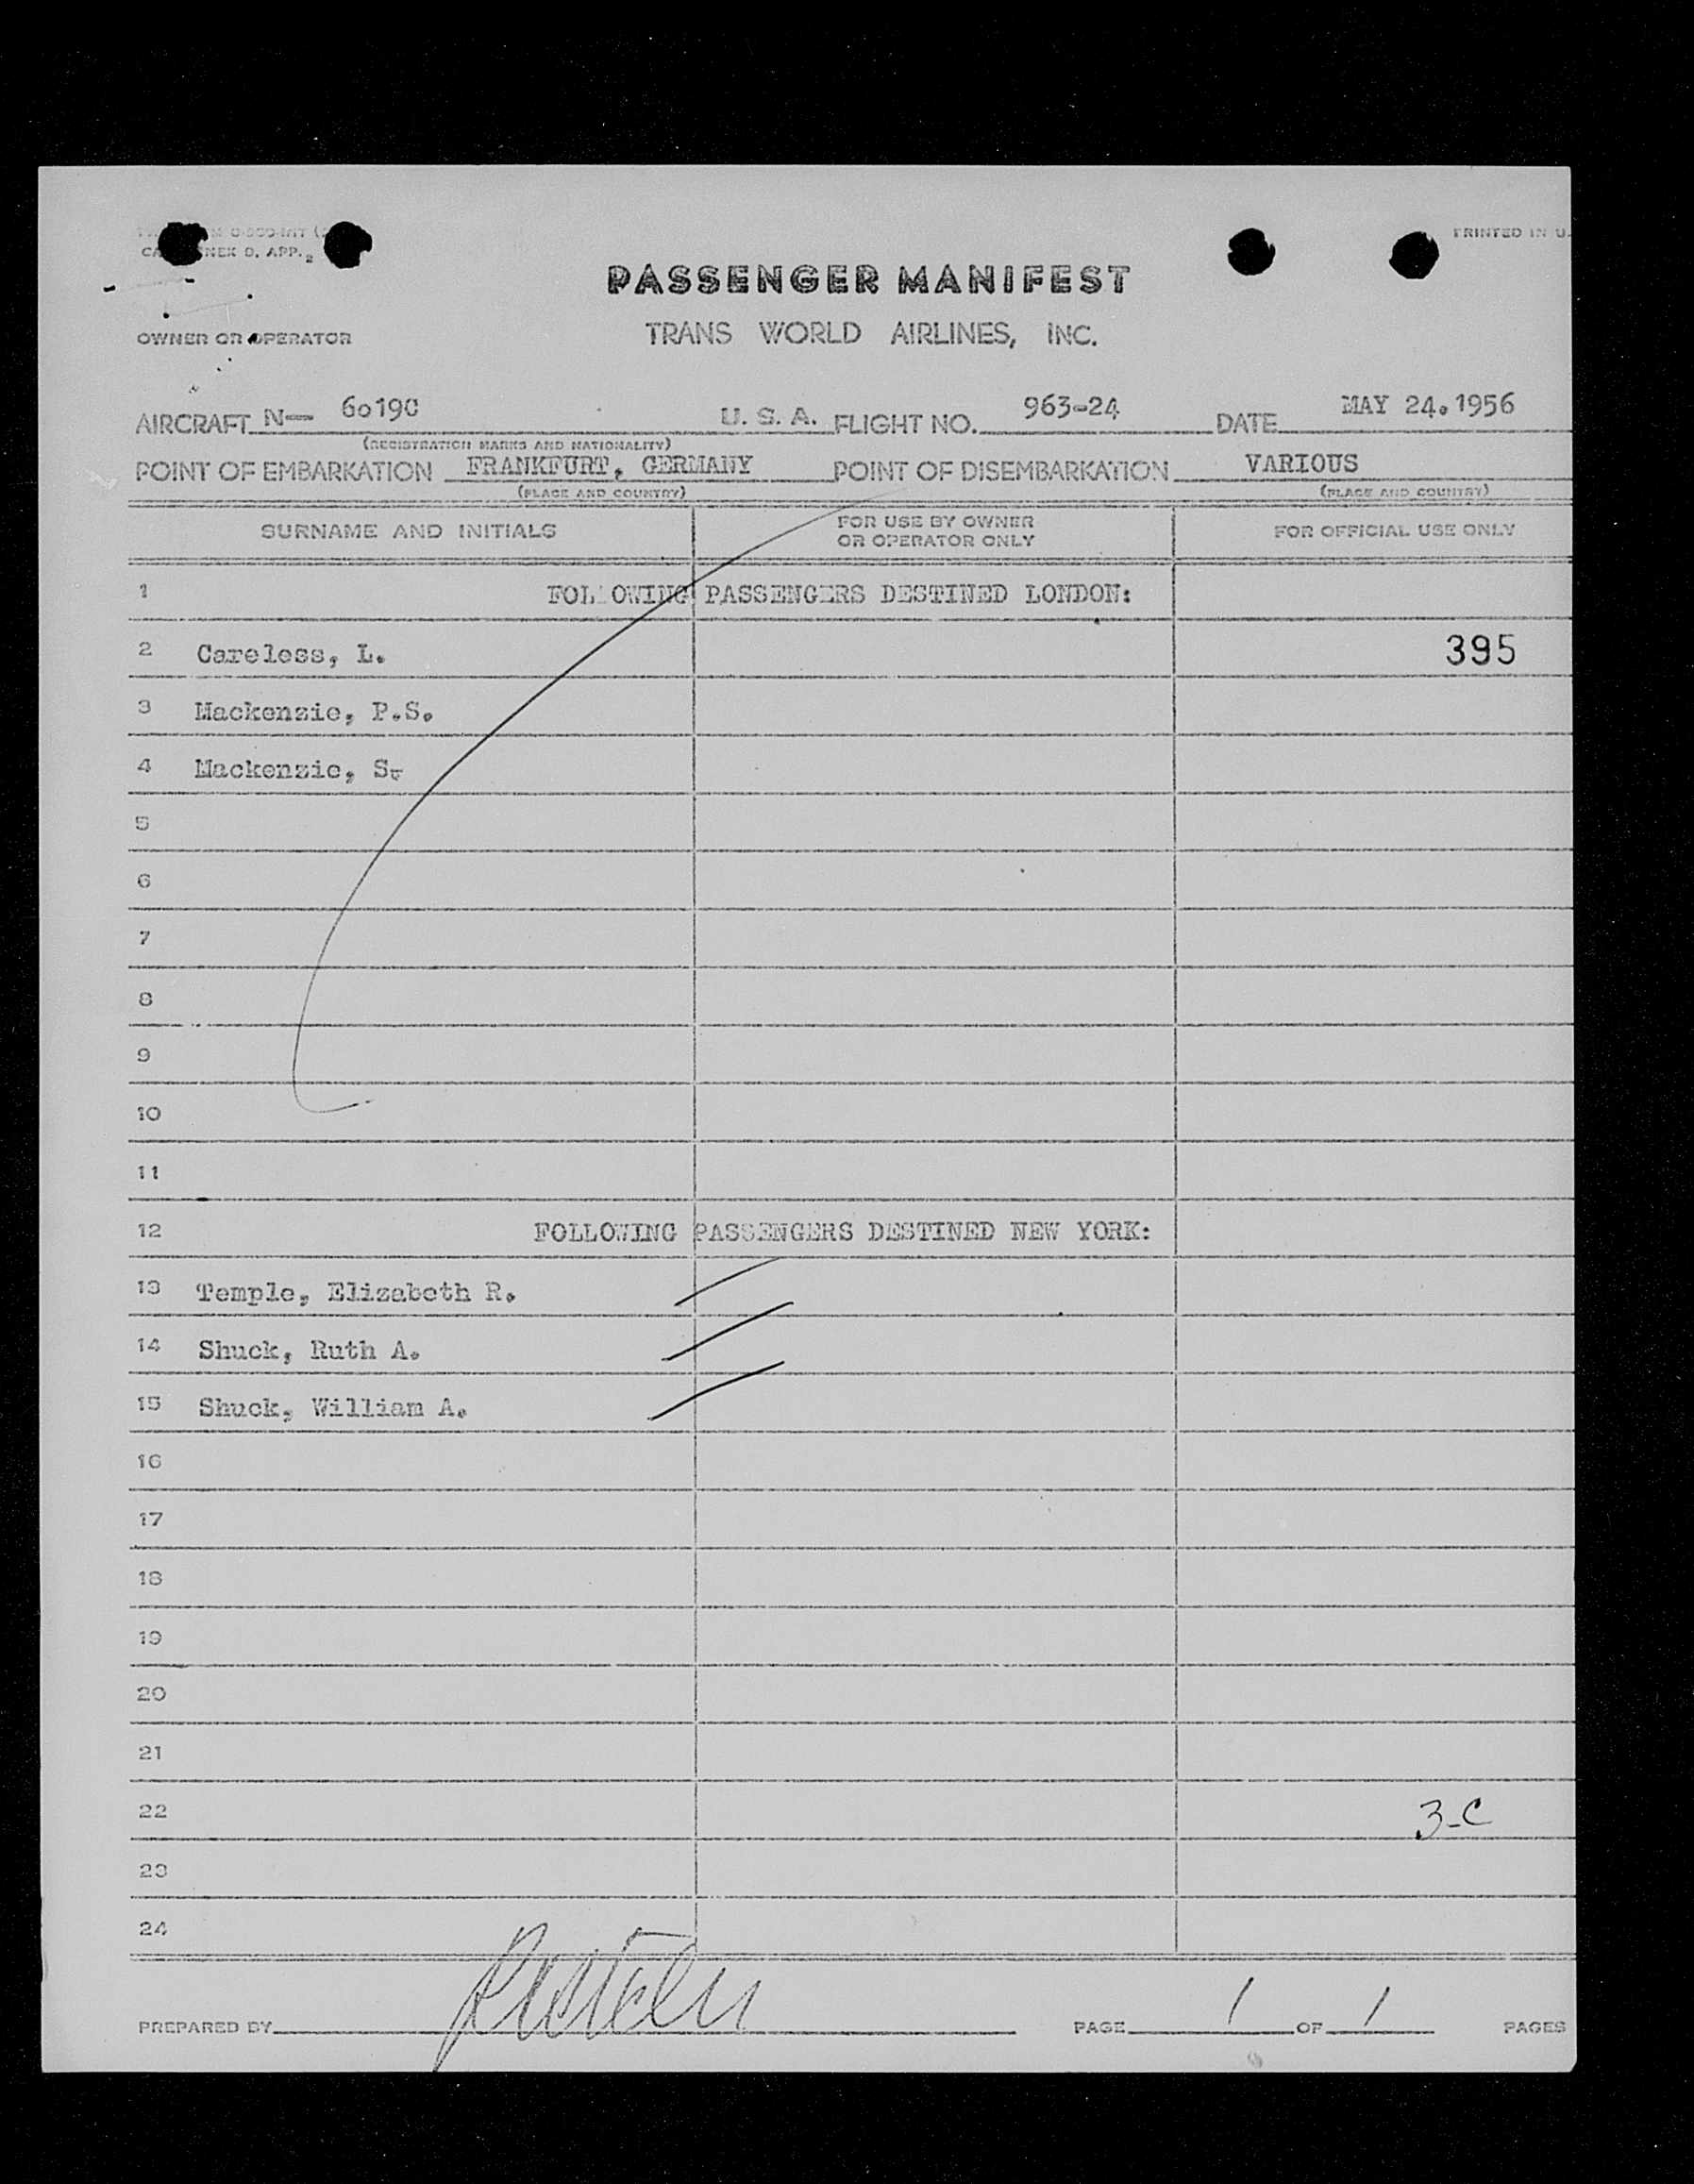 PRINTED IN U.
NEX D, APP.
PASSENGER MANIFEST
OWNER OR OPERATOR
TRANS WORLD AIRLINES, INC.
AIRCRAFT N— 6o19C U. S. A. FLIGHT NO. 963-24 DATE MAY 24.1956
(REGISTRATION MARKS AND NATIONALITY)
POINT OF EMBARKATION FRANKFURT, GERMANY POINT OF DISEMBARKATION VARIOUS
(PLACE AND COUNTRY) (PLACE AND COUNTRY)
SURNAME AND INITIALS FOR USE BY OWNER OR OPERATOR ONLY FOR OFFICIAL USE ONLY
1 FOLLOWING PASSENGERS DESTINED LONDON:
2 Careless, L. 395
3 Mackenzie, P.S.
4 Mackenzie, S.
5
6
7
8
9
10
11
12 FOLLOWING PASSENGERS DESTINED NEW YORK:
13 Temple, Elizabeth R.
14 Shuck, Ruth A.
15 Shuck, William A.
16
17
18
19
20
21
22 3-C
23
24
PREPARED BY PAGE 1 OF 1 PAGES